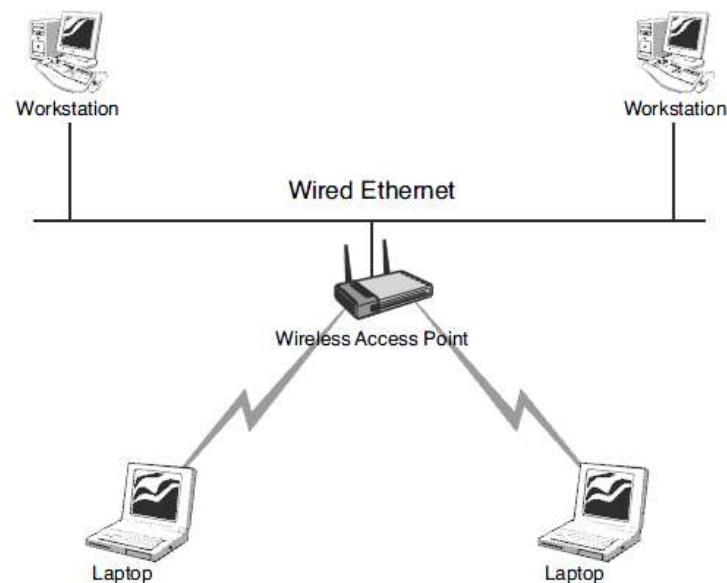 Workstation
Workstation
Wired Ethernet
Wireless Access Point
Laptop
Laptop